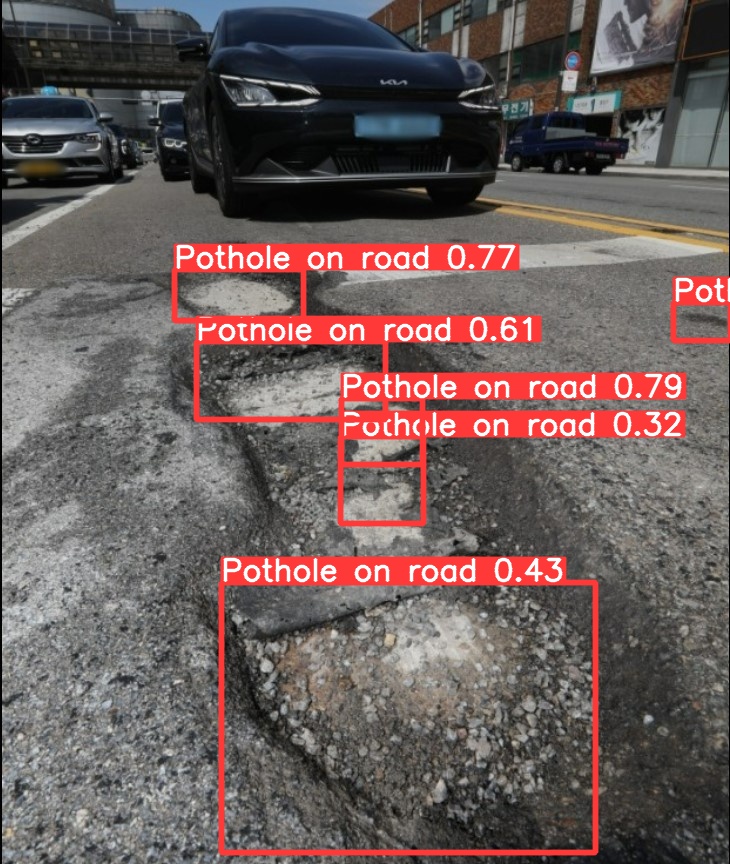 KIA
Pothole on road 0.77
Pot
Pothole on road 0.61
Pothole on road 0.79
Pothole on road 0.32
Pothole on road 0.43